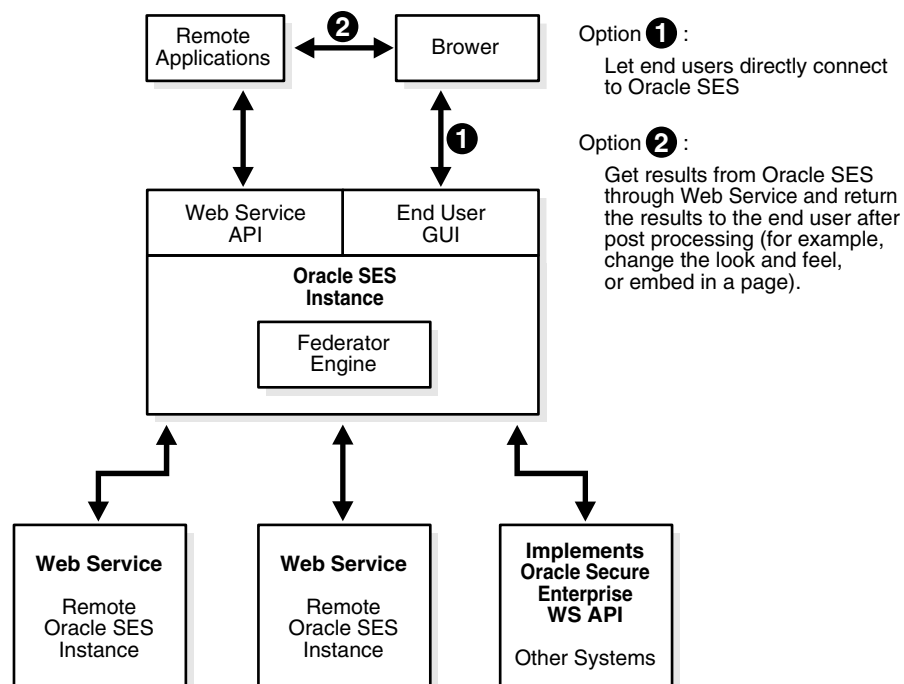 Remote
Applications
2
Brower
1
Web Service
API
End User
GUI
Oracle SES
Instance
Federator
Engine
Web Service
Remote
Oracle SES
Instance
Web Service
Remote
Oracle SES
Instance
Implements
Oracle Secure
Enterprise
WS API
Other Systems
Option 1 :
Let end users directly connect
to Oracle SES
Option 2 :
Get results from Oracle SES
through Web Service and return
the results to the end user after
post processing (for example,
change the look and feel,
or embed in a page).